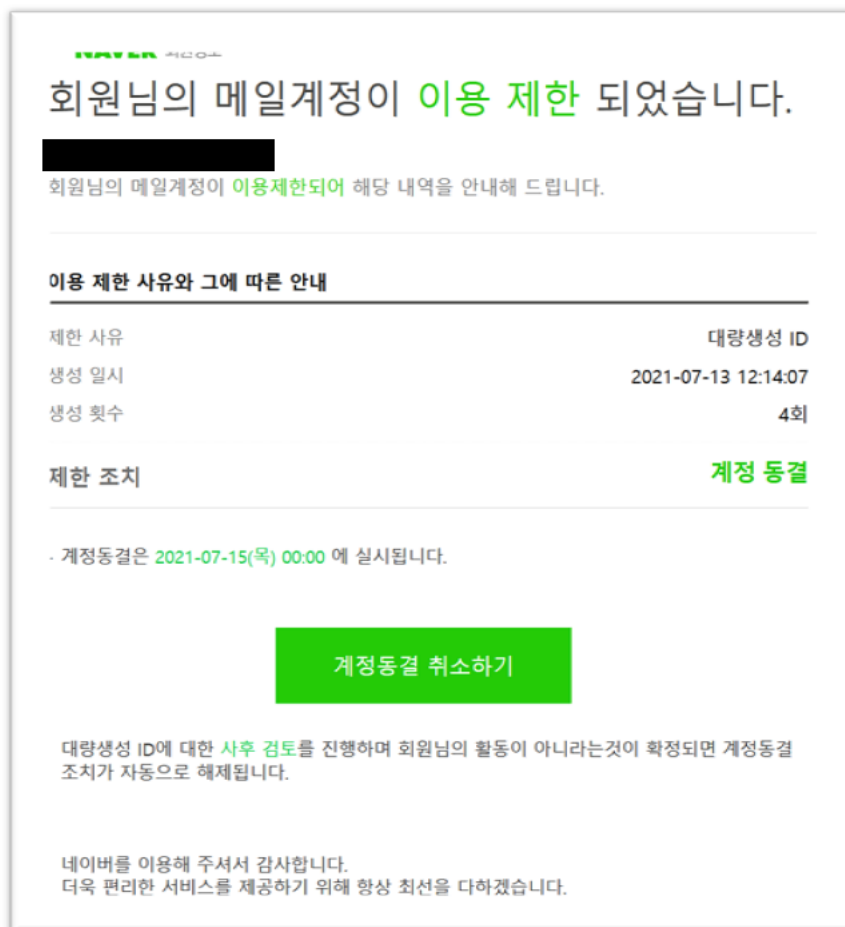 NAVER 회원정보
회원님의 메일계정이 이용 제한 되었습니다.
회원님의 메일계정이 이용제한되어 해당 내역을 안내해 드립니다.
이용 제한 사유와 그에 따른 안내
제한 사유 대량생성 ID
생성 일시 2021-07-13 12:14:07
생성 횟수 4회
제한 조치 계정 동결
· 계정동결은 2021-07-15(목) 00:00 에 실시됩니다.
계정동결 취소하기
대량생성 ID에 대한 사후 검토를 진행하며 회원님의 활동이 아니라는것이 확정되면 계정동결
조치가 자동으로 해제됩니다.
네이버를 이용해 주셔서 감사합니다.
더욱 편리한 서비스를 제공하기 위해 항상 최선을 다하겠습니다.